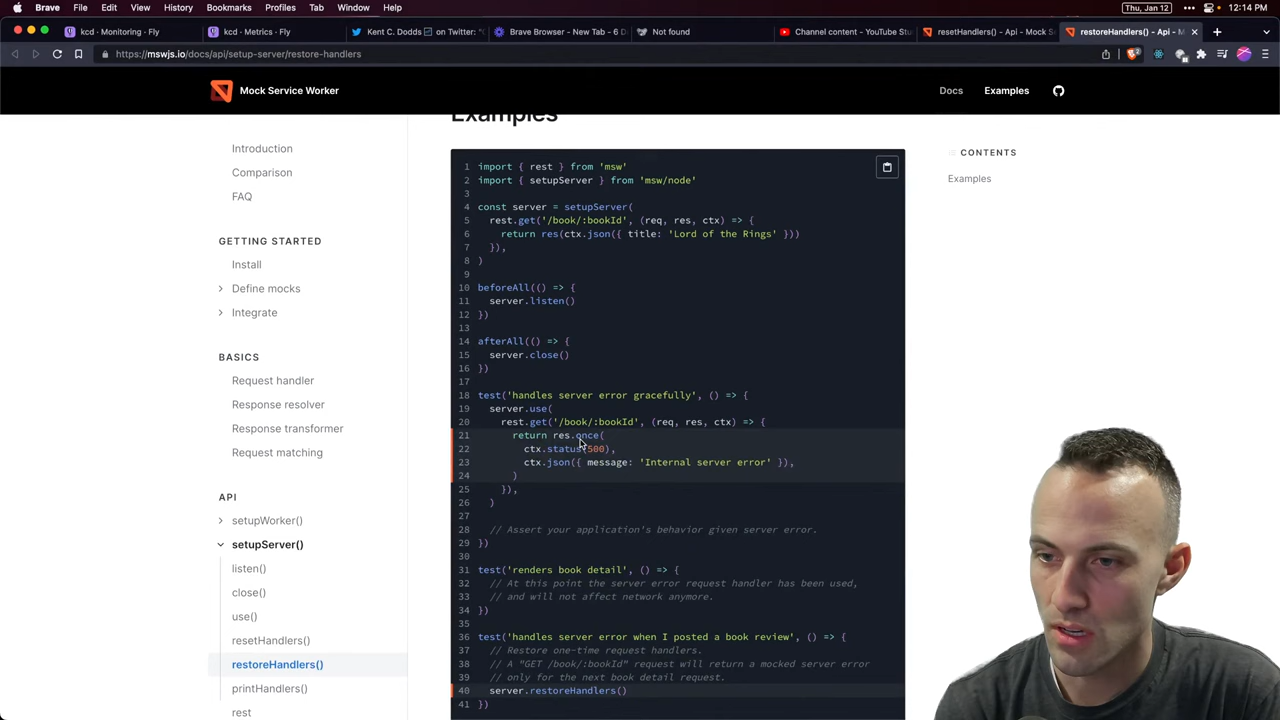 Brave File Edit View History Bookmarks Profiles Tab Window Help
Thu, Jan 12 12:14 PM
kcd · Monitoring · Fly
kcd · Metrics · Fly
Kent C. Dodds on Twitter: "
Brave Browser - New Tab - 6 D
Not found
Channel content - YouTube Stu
resetHandlers() - Api - Mock S
restoreHandlers() - Api - M
https://mswjs.io/docs/api/setup-server/restore-handlers
Mock Service Worker
Docs
Examples
Introduction
Comparison
FAQ
GETTING STARTED
Install
Define mocks
Integrate
BASICS
Request handler
Response resolver
Response transformer
Request matching
API
setupWorker()
setupServer()
listen()
close()
use()
resetHandlers()
restoreHandlers()
printHandlers()
rest
Examples
1 import { rest } from 'msw'
2 import { setupServer } from 'msw/node'
3
4 const server = setupServer(
5 rest.get('/book/:bookId', (req, res, ctx) => {
6 return res(ctx.json({ title: 'Lord of the Rings' }))
7 }),
8 )
9
10 beforeAll(() => {
11 server.listen()
12 })
13
14 afterAll(() => {
15 server.close()
16 })
17
18 test('handles server error gracefully', () => {
19 server.use(
20 rest.get('/book/:bookId', (req, res, ctx) => {
21 return res.once(
22 ctx.status(500),
23 ctx.json({ message: 'Internal server error' }),
24 )
25 }),
26 )
27
28 // Assert your application's behavior given server error.
29 })
30
31 test('renders book detail', () => {
32 // At this point the server error request handler has been used,
33 // and will not affect network anymore.
34 })
35
36 test('handles server error when I posted a book review', () => {
37 // Restore one-time request handlers.
38 // A "GET /book/:bookId" request will return a mocked server error
39 // only for the next book detail request.
40 server.restoreHandlers()
41 })
CONTENTS
Examples